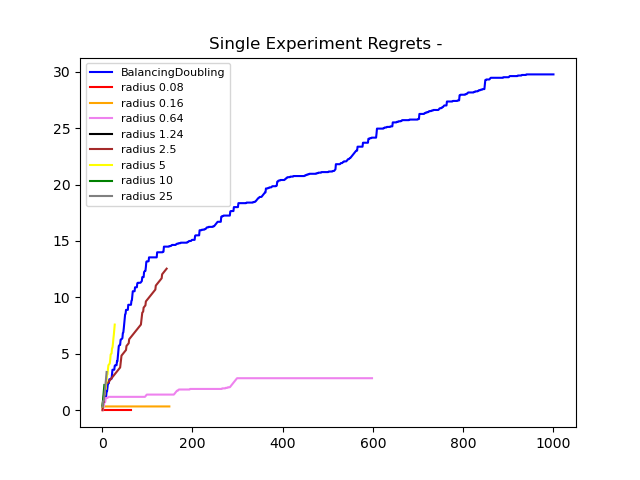 Single Experiment Regrets -
BalancingDoubling
radius 0.08
radius 0.16
radius 0.64
radius 1.24
radius 2.5
radius 5
radius 10
radius 25
30
25
20
15
10
5
0
0 200 400 600 800 1000